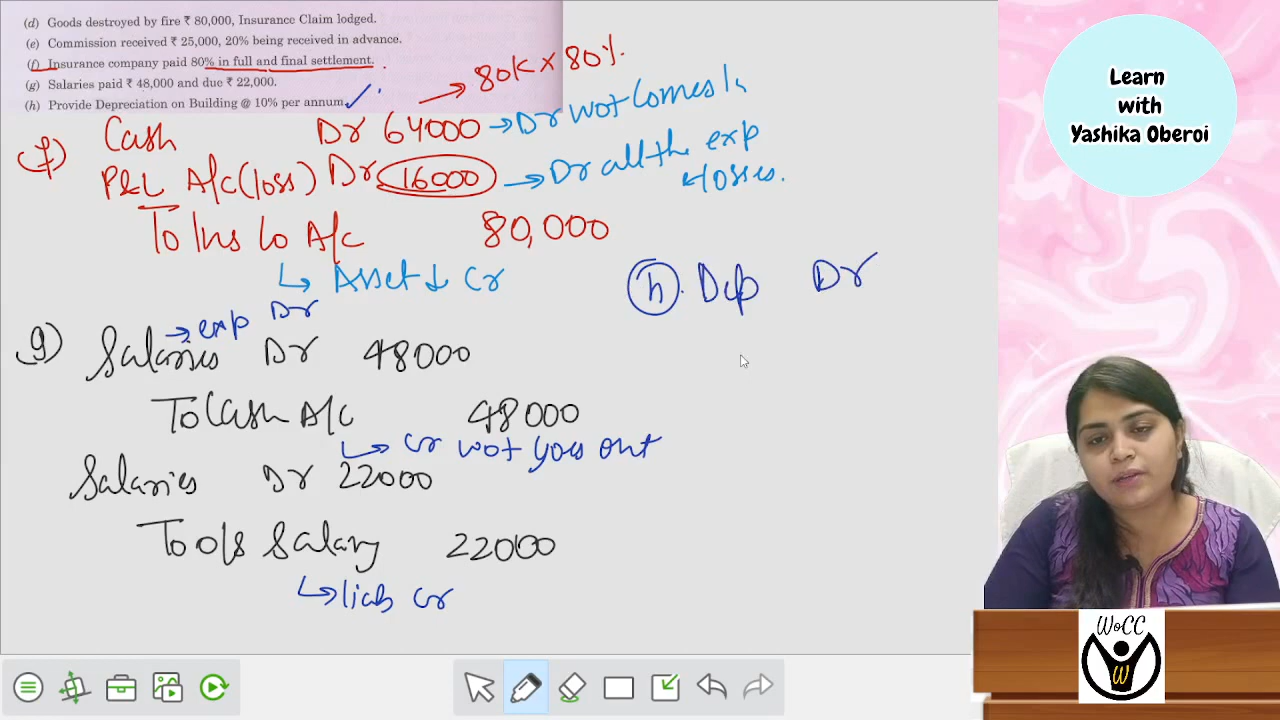 (d) Goods destroyed by fire ₹ 80,000, Insurance Claim lodged.
(e) Commission received ₹ 25,000, 20% being received in advance.
(f) Insurance company paid 80% in full and final settlement.
(g) Salaries paid ₹ 48,000 and due ₹ 22,000.
(h) Provide Depreciation on Building @ 10% per annum.
→ 80K × 80%
f) Cash Dr 64000 → Dr wot Comes In
P&L A/c (loss) Dr 16000 → Dr all the exp
+losses.
To Ins Co A/c 80,000
↳ Asset ↓ Cr
(h). Dep Dr
→ exp Dr
g) Salaries Dr 48000
To Cash A/c 48000
↳ Cr wot goes out
Salaries Dr 22000
To o/s Salary 22000
↳ liab Cr
Learn
with
Yashika Oberoi
WoCC
W